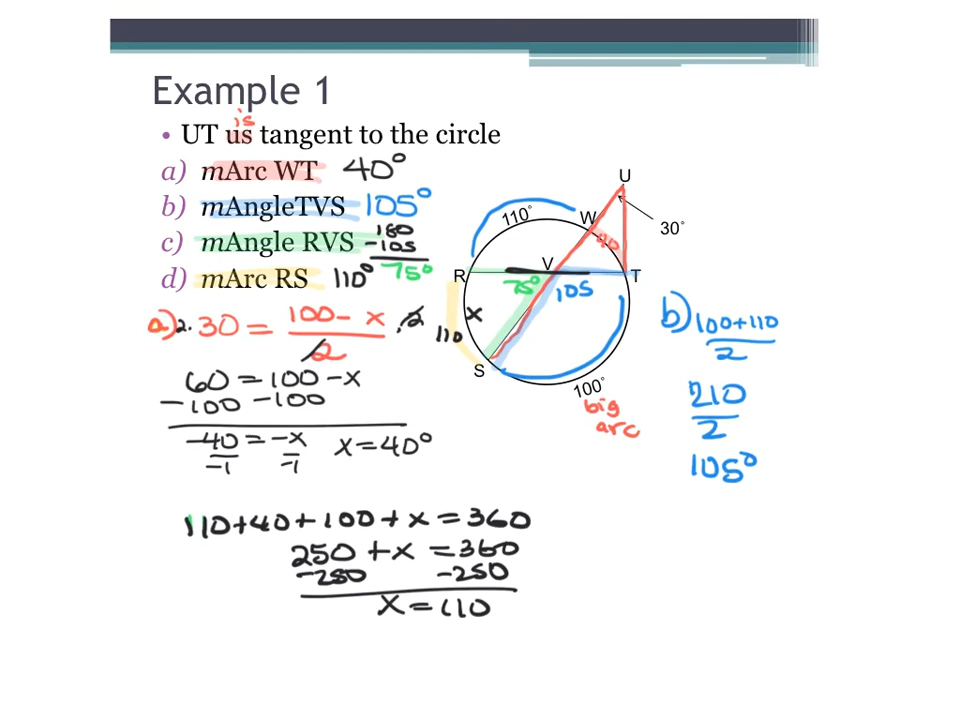 Example 1
is
• UT us tangent to the circle
a) mArc WT 40°
b) mAngleTVS 105°
c) mAngle RVS 180 -105 75°
d) mArc RS 110°
a) 2. 30 = 100 - x / 2 . 2
60 = 100 - x
-100 -100
-40 = -x x = 40°
-1 -1
110 + 40 + 100 + x = 360
250 + x = 360
-250 -250
x = 110
U
110°
W
30°
40
R
V
T
75°
105
x
110
S
100°
big
arc
b) 100 + 110
2
210
2
105°